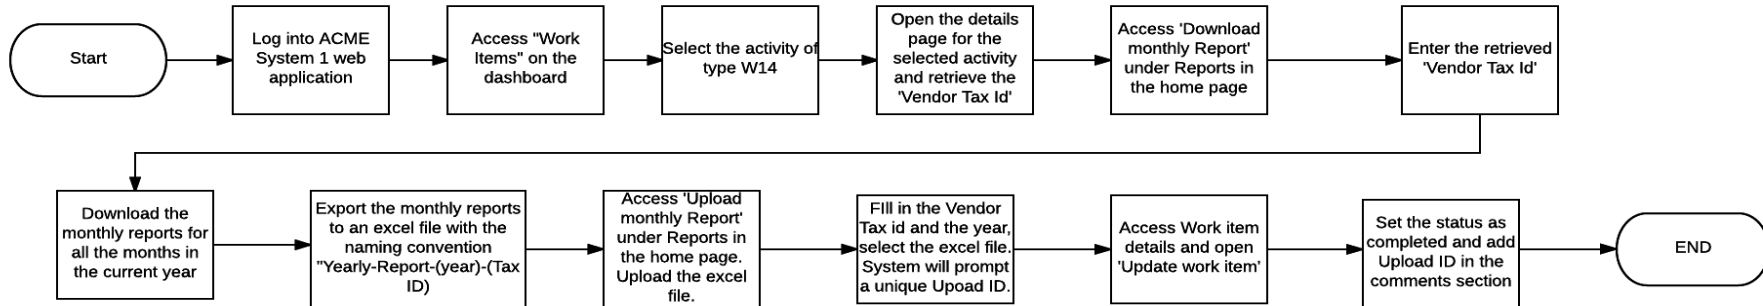 Start
Log into ACME
System 1 web
application
Access "Work
Items" on the
dashboard
Select the activity of
type W14
Open the details
page for the
selected activity
and retrieve the
'Vendor Tax Id'
Access 'Download
monthly Report'
under Reports in
the home page
Enter the retrieved
'Vendor Tax Id'
Download the
monthly reports for
all the months in
the current year
Export the monthly reports
to an excel file with the
naming convention
"Yearly-Report-(year)-(Tax
ID)
Access 'Upload
monthly Report'
under Reports in
the home page.
Upload the excel
file.
FIll in the Vendor
Tax id and the year,
select the excel file.
System will prompt
a unique Upoad ID.
Access Work item
details and open
'Update work item'
Set the status as
completed and add
Upload ID in the
comments section
END